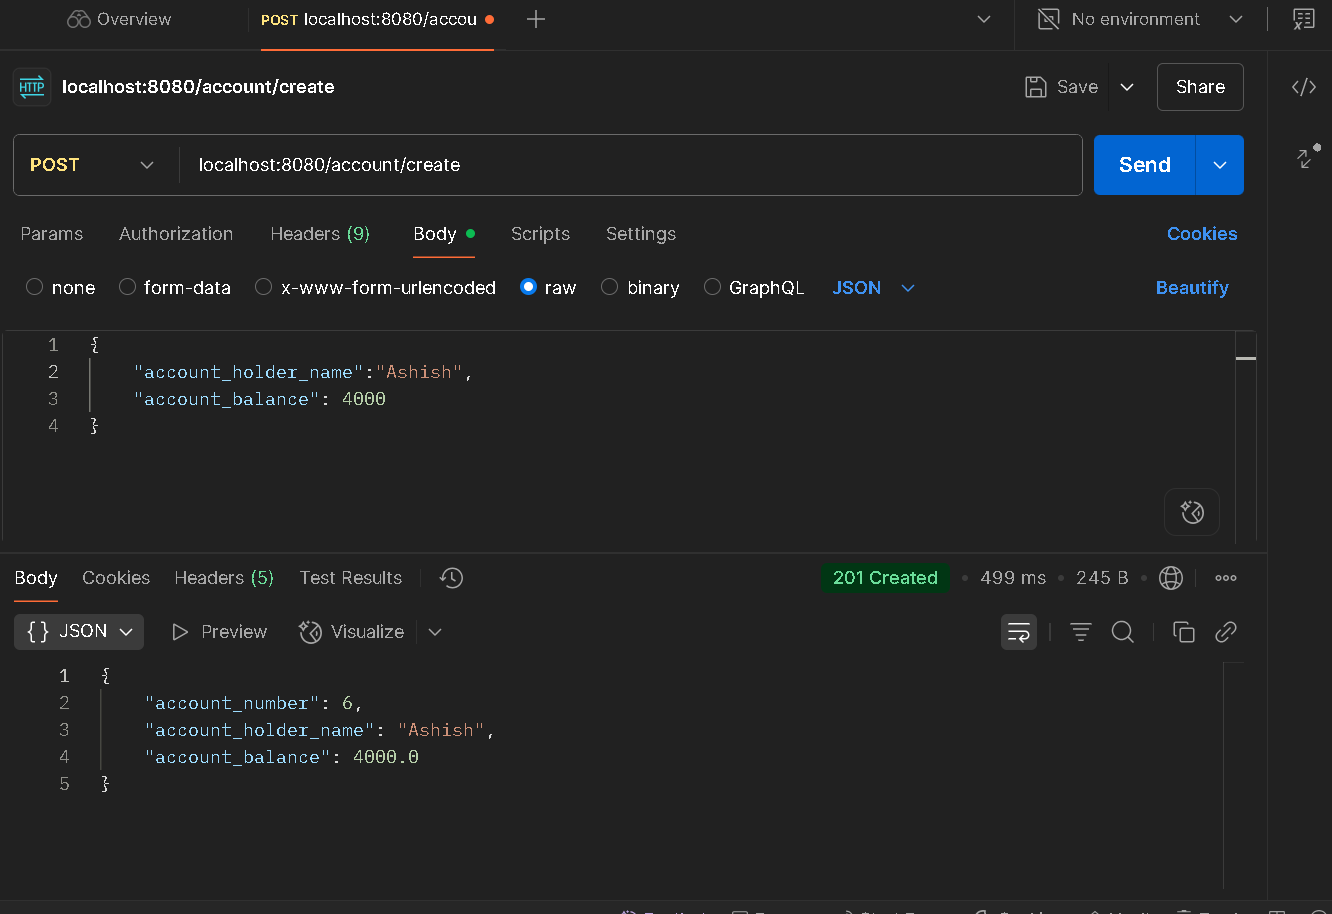 Overview
POST localhost:8080/accou
No environment
HTTP localhost:8080/account/create
Save
Share
POST localhost:8080/account/create
Send
Params Authorization Headers (9) Body Scripts Settings Cookies
none form-data x-www-form-urlencoded raw binary GraphQL JSON Beautify
1 {
2 "account_holder_name":"Ashish",
3 "account_balance": 4000
4 }
Body Cookies Headers (5) Test Results 201 Created • 499 ms • 245 B •
{} JSON Preview Visualize
1 {
2 "account_number": 6,
3 "account_holder_name": "Ashish",
4 "account_balance": 4000.0
5 }